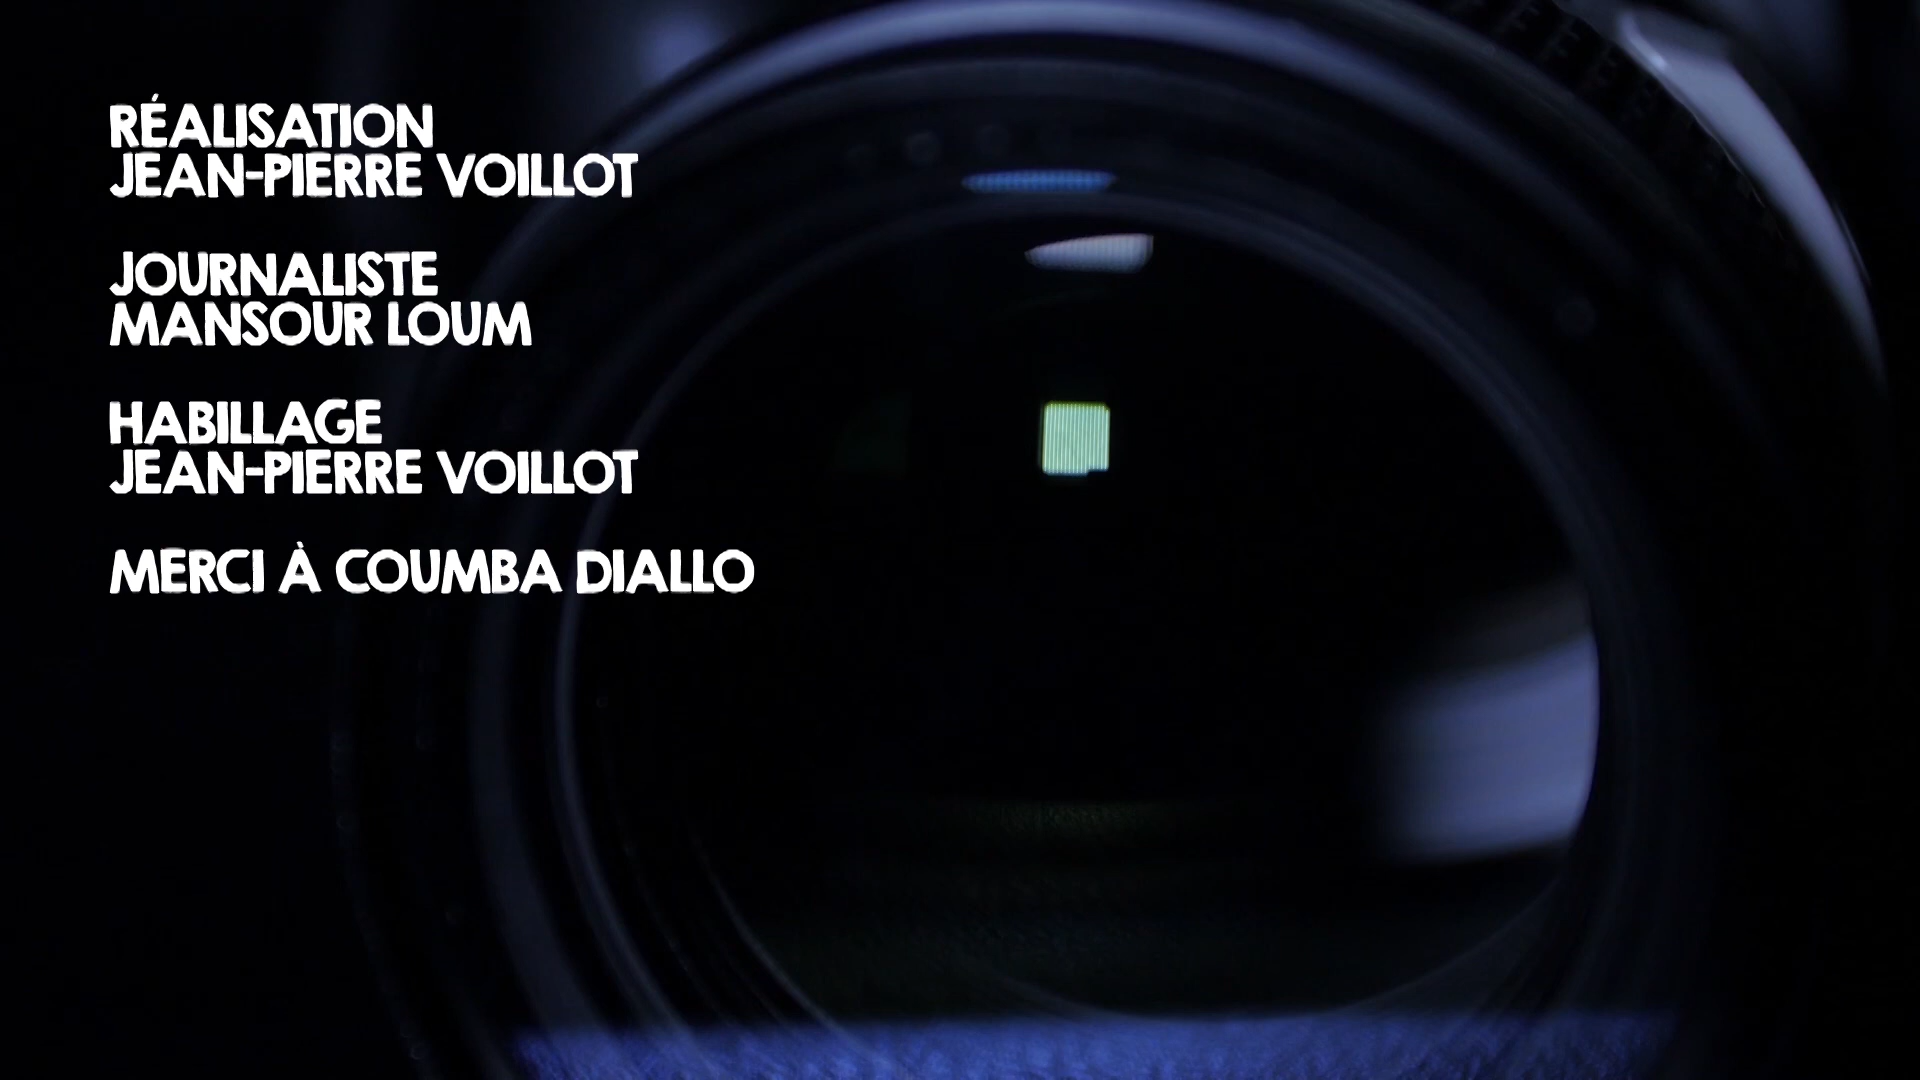 RÉALISATION
JEAN-PIERRE VOILLOT
JOURNALISTE
MANSOUR LOUM
HABILLAGE
JEAN-PIERRE VOILLOT
MERCI À COUMBA DIALLO